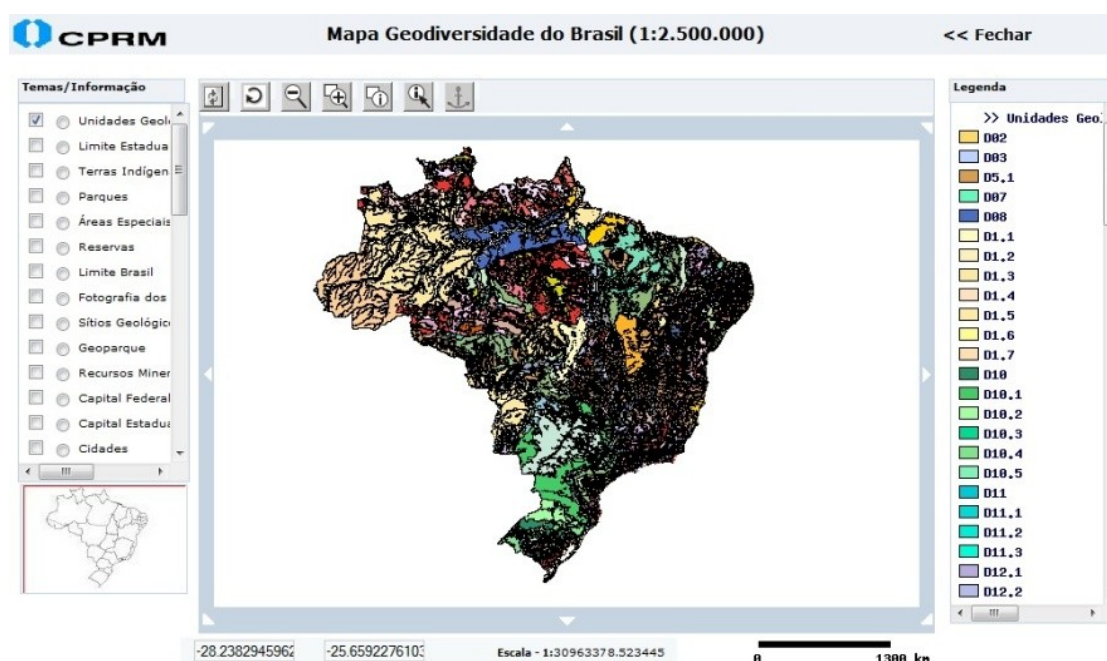 CPRM
Mapa Geodiversidade do Brasil (1:2.500.000)
<< Fechar
Temas/Informação
Unidades Geol
Limite Estadua
Terras Indígen
Parques
Áreas Especiais
Reservas
Limite Brasil
Fotografia dos
Sítios Geológic
Geoparque
Recursos Miner
Capital Federal
Capital Estadua
Cidades
Legenda
>> Unidades Geo
D02
D03
D5.1
D07
D08
D1.1
D1.2
D1.3
D1.4
D1.5
D1.6
D1.7
D10
D10.1
D10.2
D10.3
D10.4
D10.5
D11
D11.1
D11.2
D11.3
D12.1
D12.2
-28.2382945962
-25.6592276103
Escala - 1:30963378.523445
0
1300 km